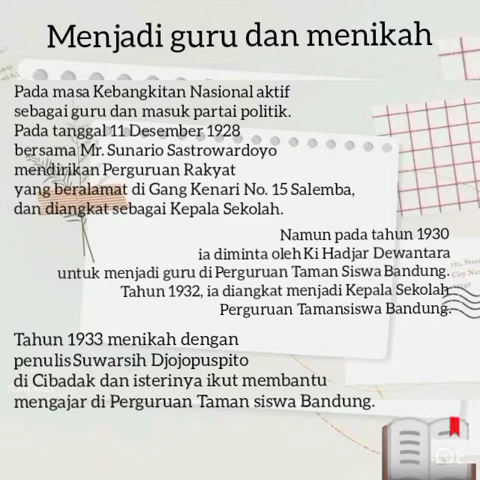 Menjadi guru dan menikah
Pada masa Kebangkitan Nasional aktif
sebagai guru dan masuk partai politik.
Pada tanggal 11 Desember 1928
bersama Mr. Sunario Sastrowardoyo
mendirikan Perguruan Rakyat
yang beralamat di Gang Kenari No. 15 Salemba,
dan diangkat sebagai Kepala Sekolah.
Namun pada tahun 1930
ia diminta oleh Ki Hadjar Dewantara
untuk menjadi guru di Perguruan Taman Siswa Bandung.
Tahun 1932, ia diangkat menjadi Kepala Sekolah
Perguruan Tamansiswa Bandung.
Tahun 1933 menikah dengan
penulis Suwarsih Djojopuspito
di Cibadak dan isterinya ikut membantu
mengajar di Perguruan Taman siswa Bandung.